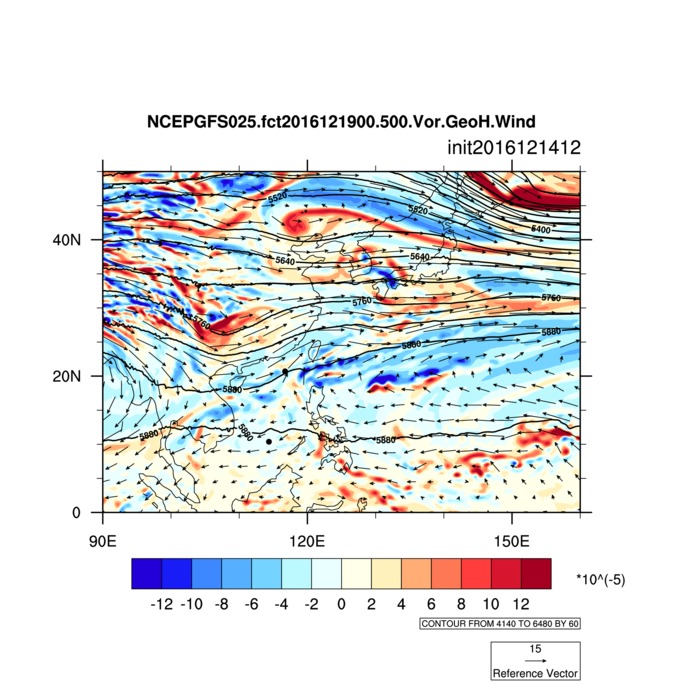 NCEPGFS025.fct2016121900.500.Vor.GeoH.Wind
init2016121412
5520
5820
5400
40N
5640
5640
5760
5760
5760
5880
5880
20N
5880
5880
5880
5880
0
90E 120E 150E
-12 -10 -8 -6 -4 -2 0 2 4 6 8 10 12
*10^(-5)
CONTOUR FROM 4140 TO 6480 BY 60
15
Reference Vector